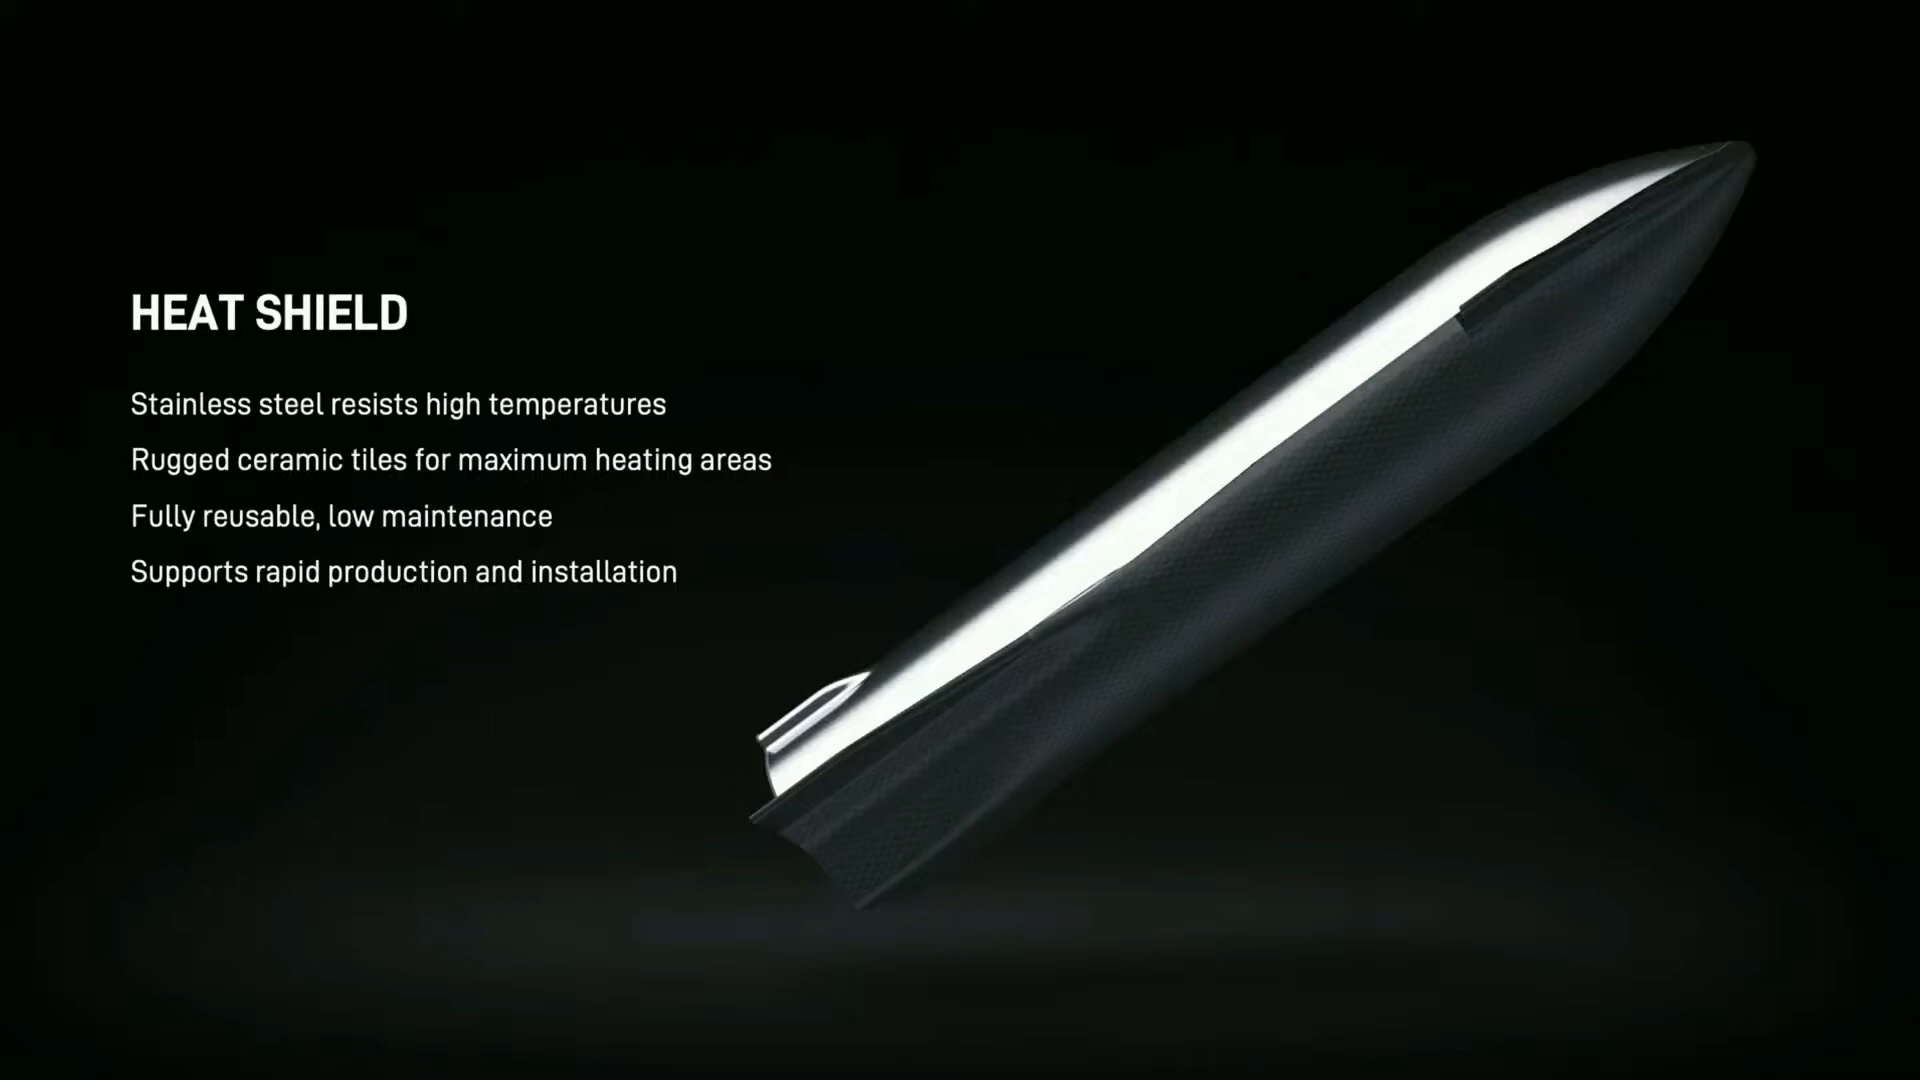 HEAT SHIELD
Stainless steel resists high temperatures
Rugged ceramic tiles for maximum heating areas
Fully reusable, low maintenance
Supports rapid production and installation